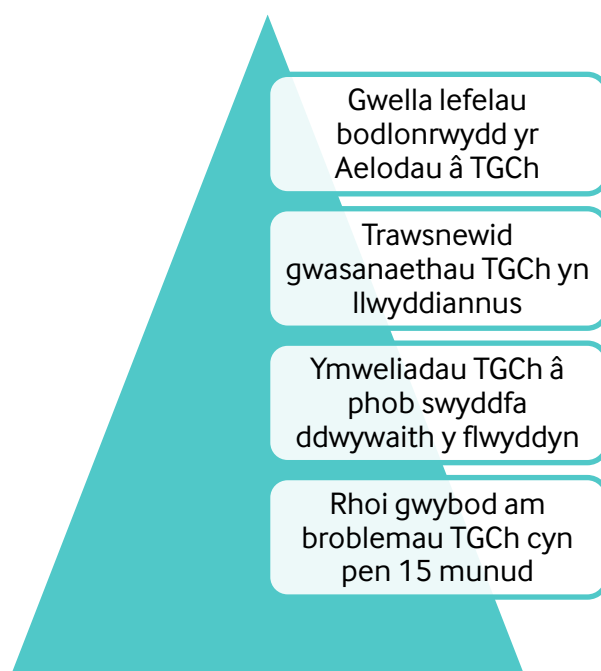 Gwella lefelau
bodlonrwydd yr
Aelodau â TGCh
Trawsnewid
gwasanaethau TGCh yn
llwyddiannus
Ymweliadau TGCh â
phob swyddfa
ddwywaith y flwyddyn
Rhoi gwybod am
broblemau TGCh cyn
pen 15 munud